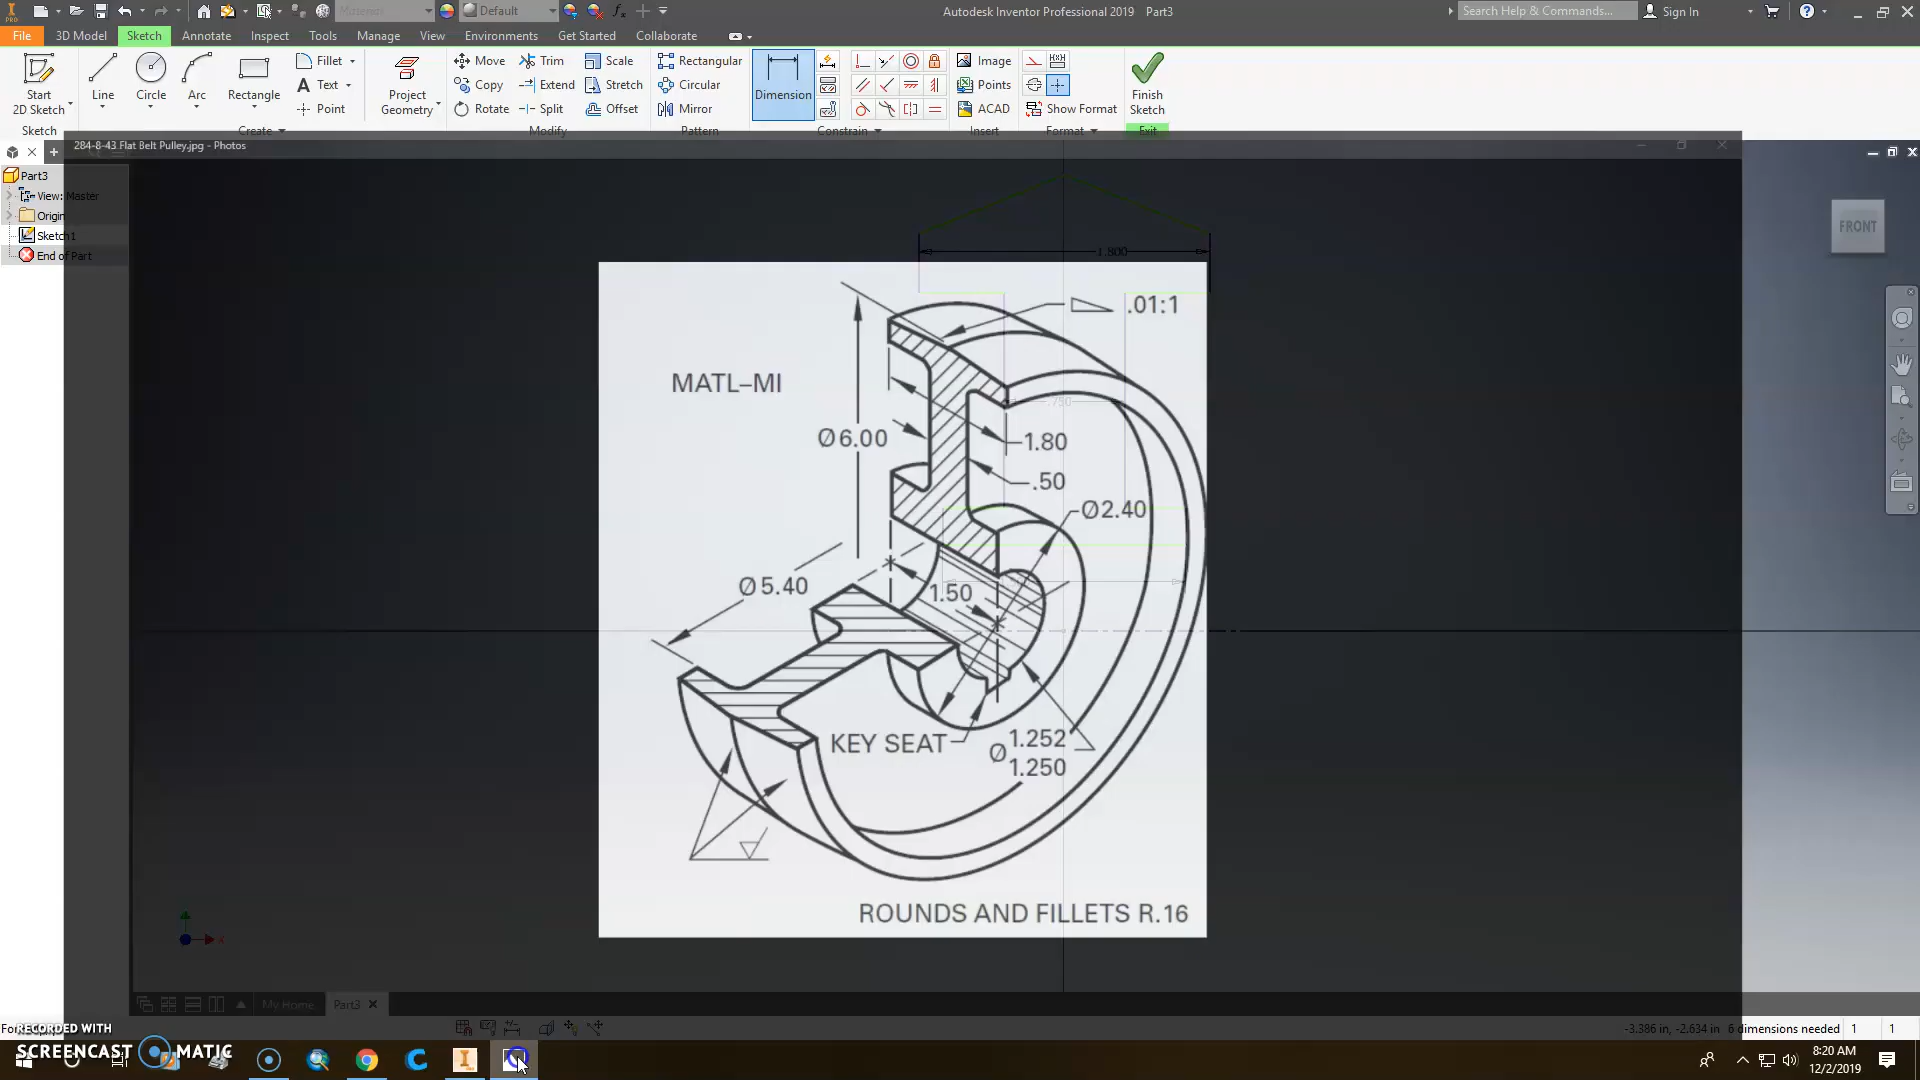 PRO
Material
Default
Autodesk Inventor Professional 2019 Part3
Search Help & Commands...
Sign In
File 3D Model Sketch Annotate Inspect Tools Manage View Environments Get Started Collaborate
Start 2D Sketch
Line
Circle
Arc
Rectangle
Fillet
Text
Point
Project Geometry
Move
Copy
Rotate
Trim
Extend
Split
Scale
Stretch
Offset
Rectangular
Circular
Mirror
Dimension
Image
Points
ACAD
Show Format
Finish Sketch
Sketch Create Modify Pattern Constrain Insert Format Exit
284-8-43 Flat Belt Pulley.jpg - Photos
Part3
View: Master
Origin
Sketch1
End of Part
FRONT
1.800
.01:1
MATL–MI
.750
Ø6.00
1.80
.50
Ø2.40
Ø5.40
1.50
KEY SEAT
Ø 1.252
1.250
ROUNDS AND FILLETS R.16
x
My Home Part3
-3.386 in, -2.634 in 6 dimensions needed 1 1
RECORDED WITH
SCREENCAST MATIC
8:20 AM
12/2/2019